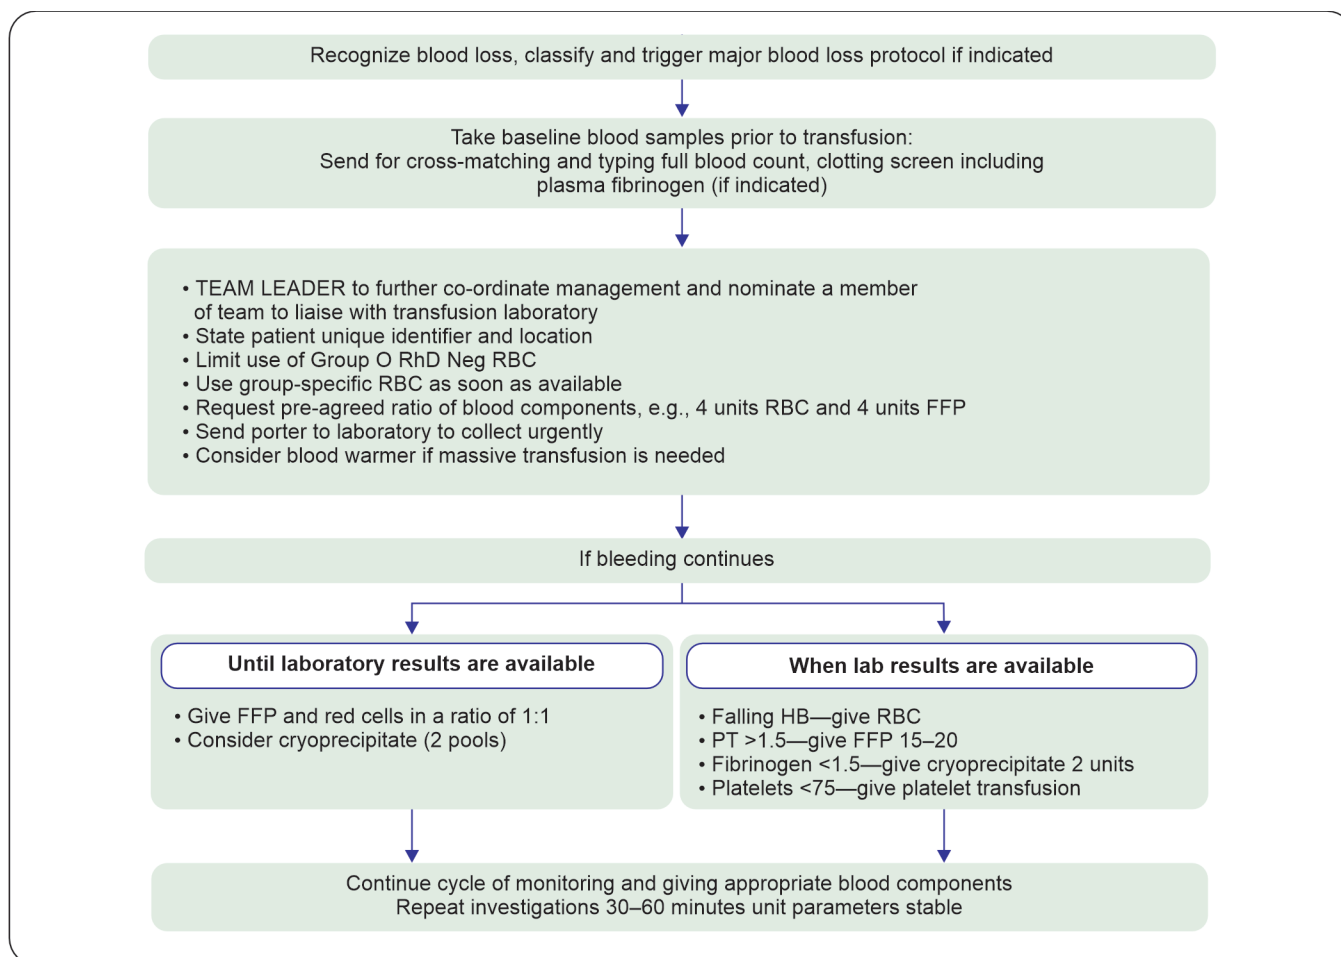 Recognize blood loss, classify and trigger major blood loss protocol if indicated
Take baseline blood samples prior to transfusion:
Send for cross-matching and typing full blood count, clotting screen including
plasma fibrinogen (if indicated)
• TEAM LEADER to further co-ordinate management and nominate a member
of team to liaise with transfusion laboratory
• State patient unique identifier and location
• Limit use of Group O RhD Neg RBC
• Use group-specific RBC as soon as available
• Request pre-agreed ratio of blood components, e.g., 4 units RBC and 4 units FFP
• Send porter to laboratory to collect urgently
• Consider blood warmer if massive transfusion is needed
If bleeding continues
Until laboratory results are available
• Give FFP and red cells in a ratio of 1:1
• Consider cryoprecipitate (2 pools)
When lab results are available
• Falling HB—give RBC
• PT >1.5—give FFP 15–20
• Fibrinogen <1.5—give cryoprecipitate 2 units
• Platelets <75—give platelet transfusion
Continue cycle of monitoring and giving appropriate blood components
Repeat investigations 30–60 minutes unit parameters stable